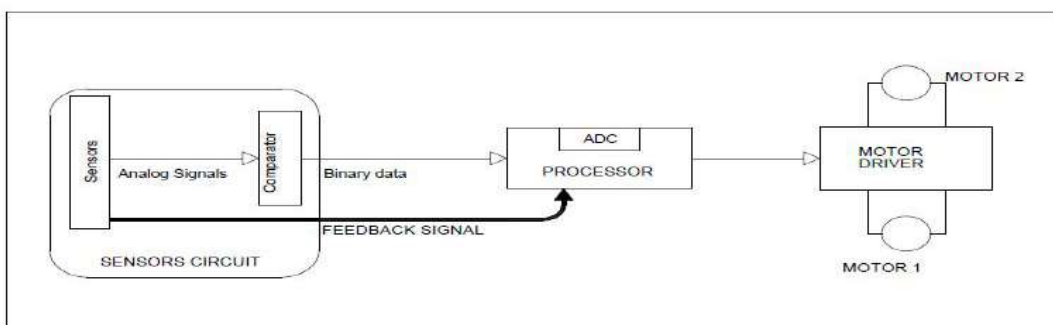 MOTOR 2
Sensors
Analog Signals
Comparator
Binary data
ADC
PROCESSOR
MOTOR
DRIVER
FEEDBACK SIGNAL
SENSORS CIRCUIT
MOTOR 1